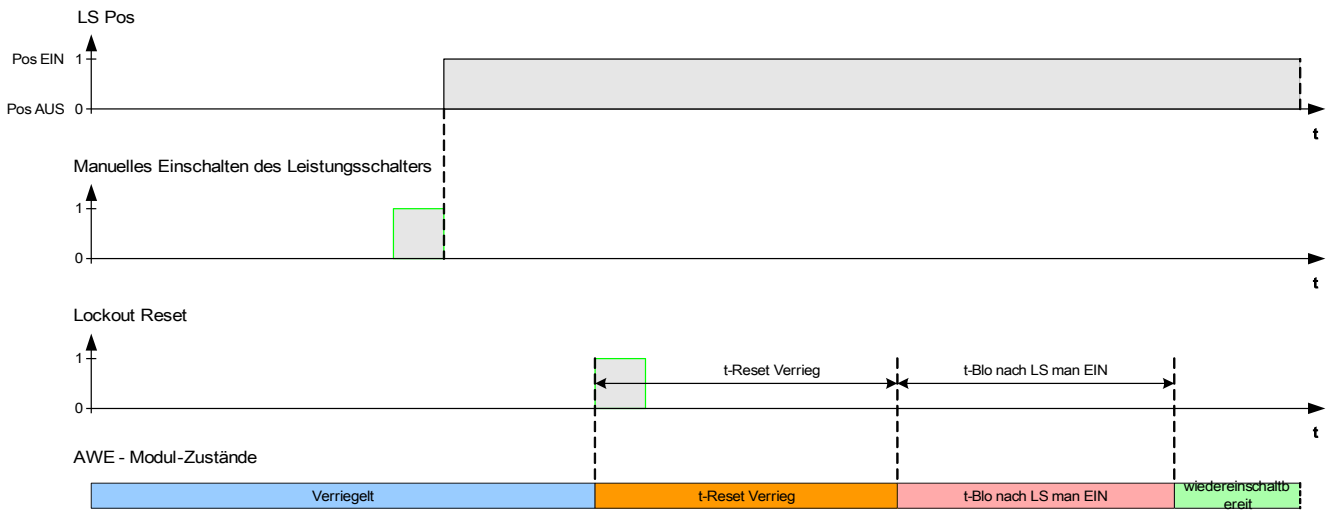 LS Pos
Pos EIN 1
Pos AUS 0
t
Manuelles Einschalten des Leistungsschalters
1
0
t
Lockout Reset
1
t-Reset Verrieg
t-Blo nach LS man EIN
0
t
AWE - Modul-Zustände
Verriegelt
t-Reset Verrieg
t-Blo nach LS man EIN
wiedereinschaltb
ereit